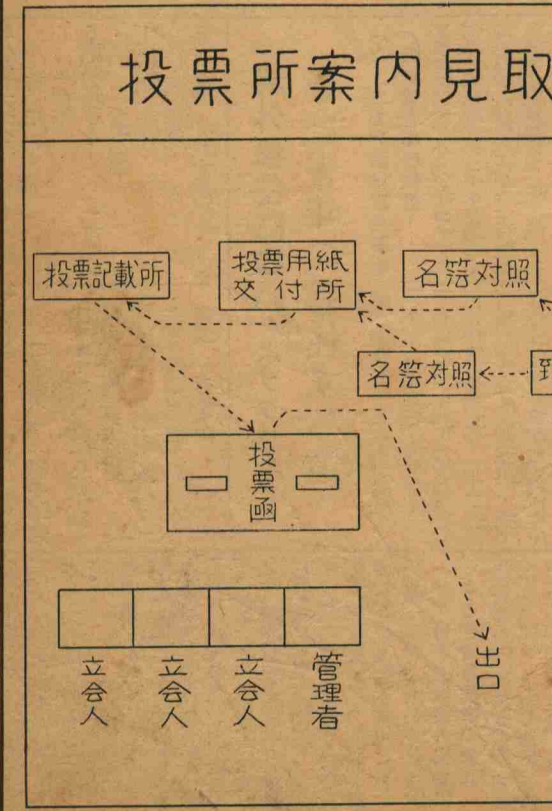 投票所案内見取
投票記載所
投票用紙
交付所
名簿対照
名簿対照
投票函
出口
立会人
立会人
立会人
管理者